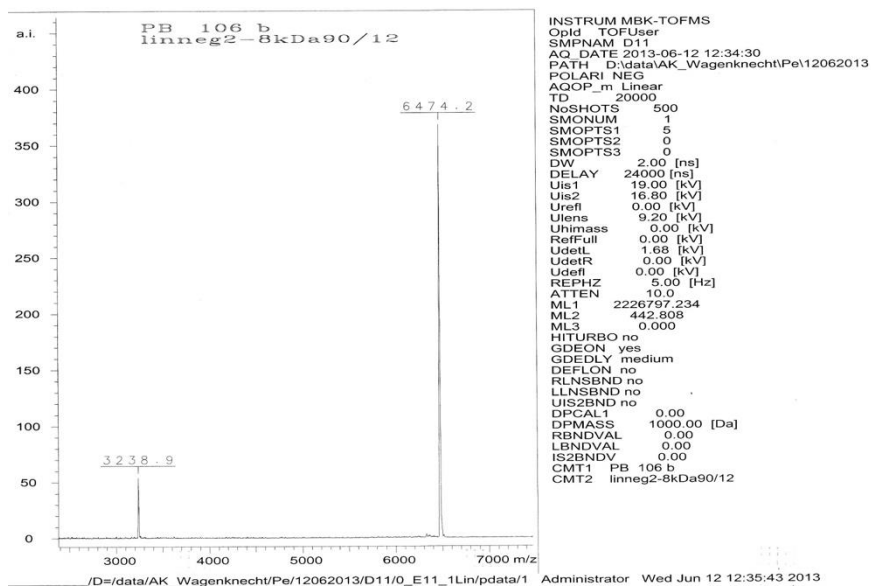 a.i.
PB 106 b
linneg2-8kDa90/12
400
350
300
250
200
150
100
50
0
6474.2
3238.9
3000
4000
5000
6000
7000 m/z
INSTRUM MBK-TOFMS
OpId TOFUser
SMPNAM D11
AQ_DATE 2013-06-12 12:34:30
PATH D:\data\AK_Wagenknecht\Pe\12062013
POLARI NEG
AQOP_m Linear
TD 20000
NoSHOTS 500
SMONUM 1
SMOPTS1 5
SMOPTS2 0
SMOPTS3 0
DW 2.00 [ns]
DELAY 24000 [ns]
Uis1 19.00 [kV]
Uis2 16.80 [kV]
Urefl 0.00 [kV]
Ulens 9.20 [kV]
Uhimass 0.00 [kV]
RefFull 0.00 [kV]
UdetL 1.68 [kV]
UdetR 0.00 [kV]
Udefl 0.00 [kV]
REPHZ 5.00 [Hz]
ATTEN 10.0
ML1 2226797.234
ML2 442.808
ML3 0.000
HITURBO no
GDEON yes
GDEDLY medium
DEFLON no
RLNSBND no
LLNSBND no
UIS2BND no
DPCAL1 0.00
DPMASS 1000.00 [Da]
RBNDVAL 0.00
LBNDVAL 0.00
IS2BNDV 0.00
CMT1 PB 106 b
CMT2 linneg2-8kDa90/12
/D=/data/AK_Wagenknecht/Pe/12062013/D11/0_E11_1Lin/pdata/1 Administrator Wed Jun 12 12:35:43 2013